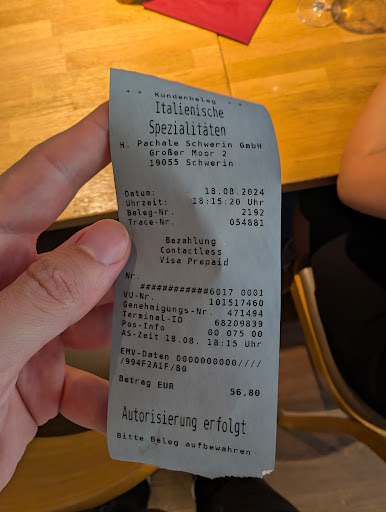 - - Kundenbeleg - -
Italienische
Spezialitäten
H. Pachale Schwerin GmbH
Großer Moor 2
19055 Schwerin
Datum: 18.08.2024
Uhrzeit: 18:15:20 Uhr
Beleg-Nr. 2192
Trace-Nr. 054881
Bezahlung
Contactless
Visa Prepaid
Nr.
############6017 0001
VU-Nr. 101517460
Genehmigungs-Nr. 471494
Terminal-ID 68209839
Pos-Info 00 075 00
AS-Zeit 18.08. 18:15 Uhr
EMV-Daten 0000000000////
/994F2A1F/80
Betrag EUR 56,80
Autorisierung erfolgt
Bitte Beleg aufbewahren